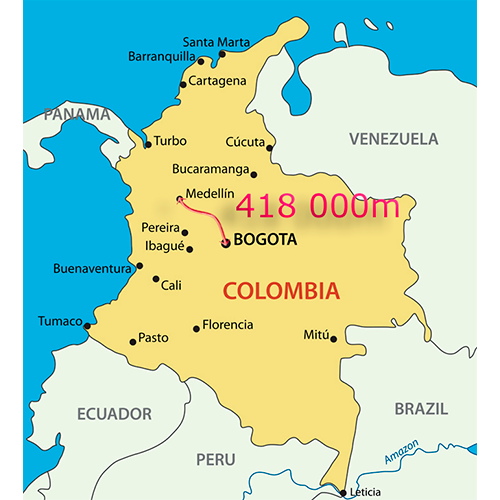 Santa Marta
Barranquilla
Cartagena
PANAMA
VENEZUELA
Turbo
Cúcuta
Bucaramanga
Medellín
418 000m
Pereira
BOGOTA
Ibagué
Buenaventura
Cali
COLOMBIA
Tumaco
Florencia
Mitú
Pasto
ECUADOR
BRAZIL
Amazon
PERU
Leticia